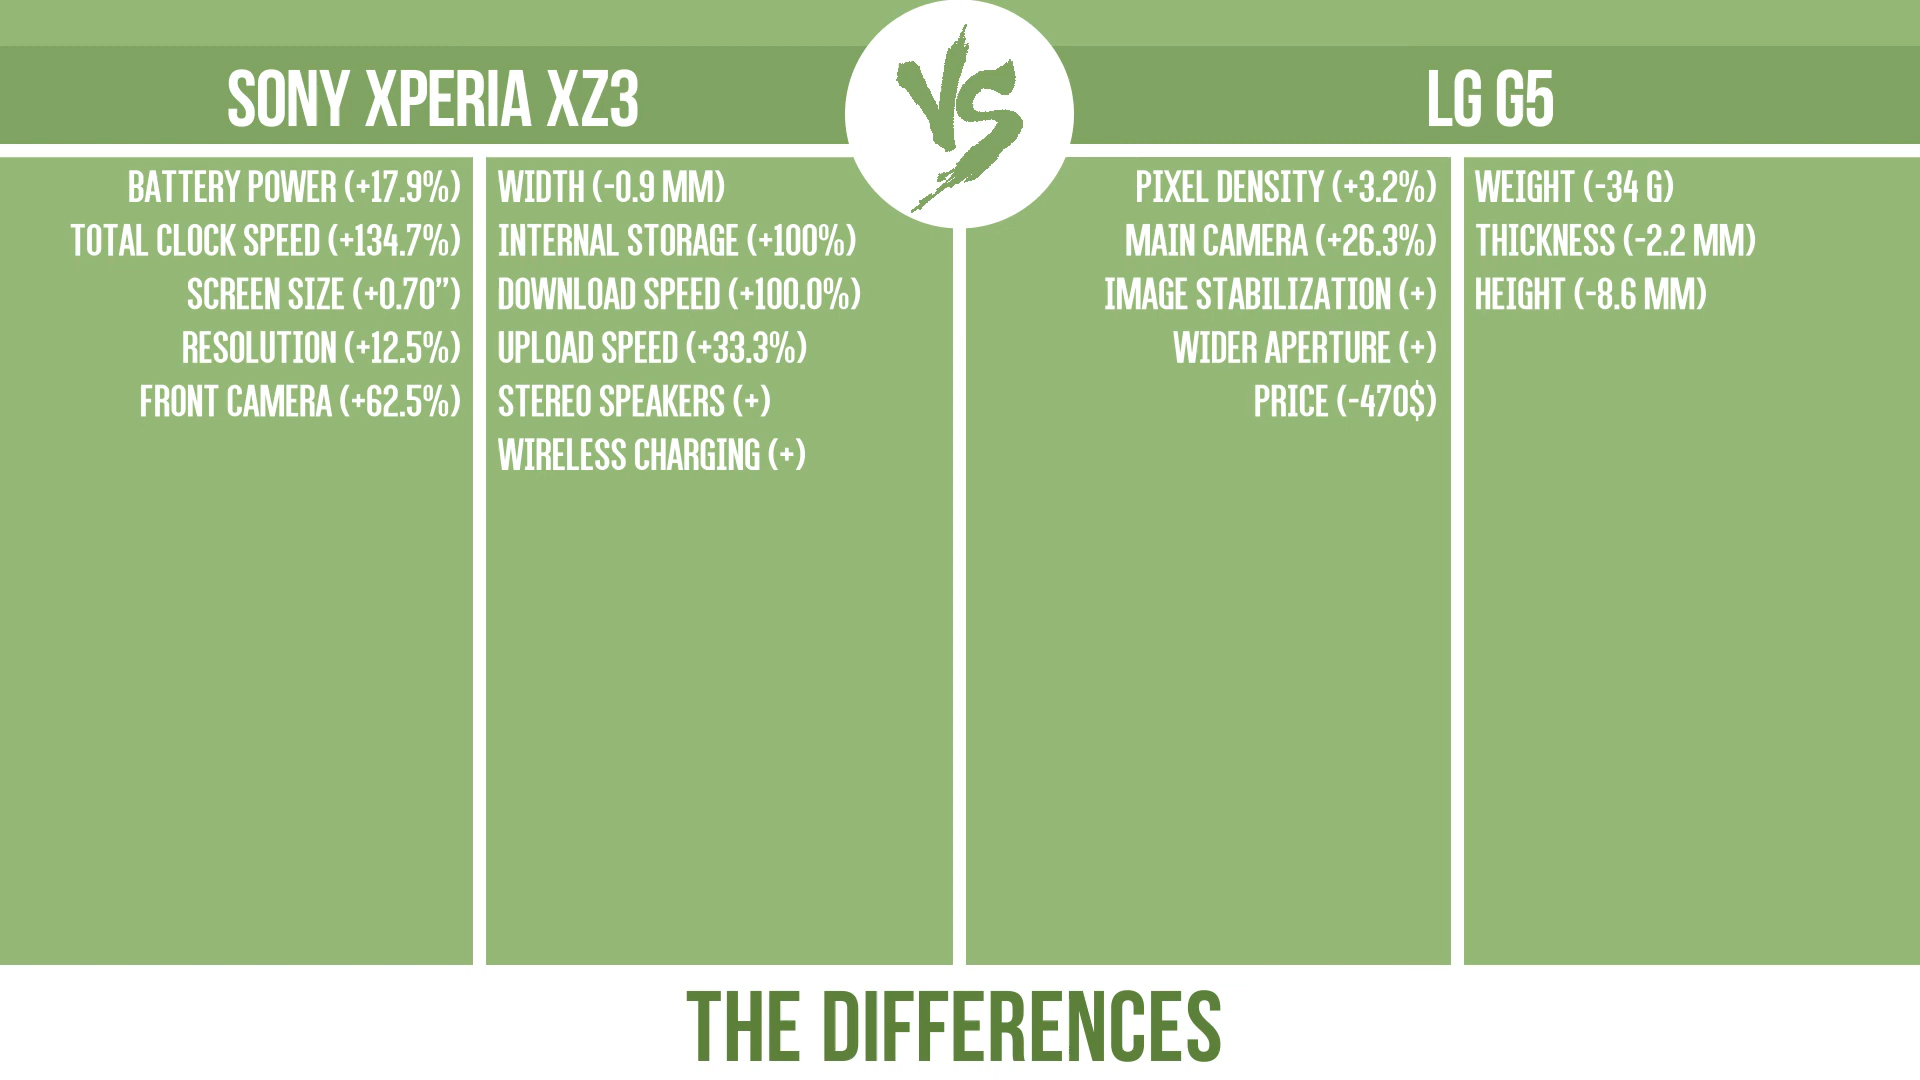 SONY XPERIA XZ3
VS
LG G5
BATTERY POWER (+17.9%)
TOTAL CLOCK SPEED (+134.7%)
SCREEN SIZE (+0.70”)
RESOLUTION (+12.5%)
FRONT CAMERA (+62.5%)
WIDTH (-0.9 MM)
INTERNAL STORAGE (+100%)
DOWNLOAD SPEED (+100.0%)
UPLOAD SPEED (+33.3%)
STEREO SPEAKERS (+)
WIRELESS CHARGING (+)
PIXEL DENSITY (+3.2%)
MAIN CAMERA (+26.3%)
IMAGE STABILIZATION (+)
WIDER APERTURE (+)
PRICE (-470$)
WEIGHT (-34 G)
THICKNESS (-2.2 MM)
HEIGHT (-8.6 MM)
THE DIFFERENCES